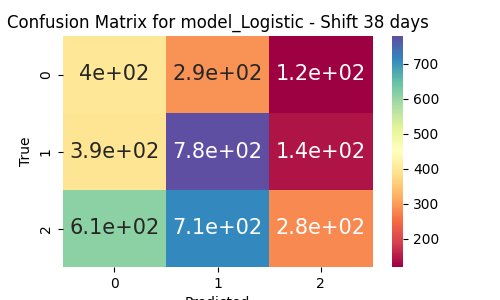 Confusion Matrix for model_Logistic - Shift 38 days
0 4e+02 2.9e+02 1.2e+02
1 3.9e+02 7.8e+02 1.4e+02
2 6.1e+02 7.1e+02 2.8e+02
0 1 2
True
Predicted
700
600
500
400
300
200